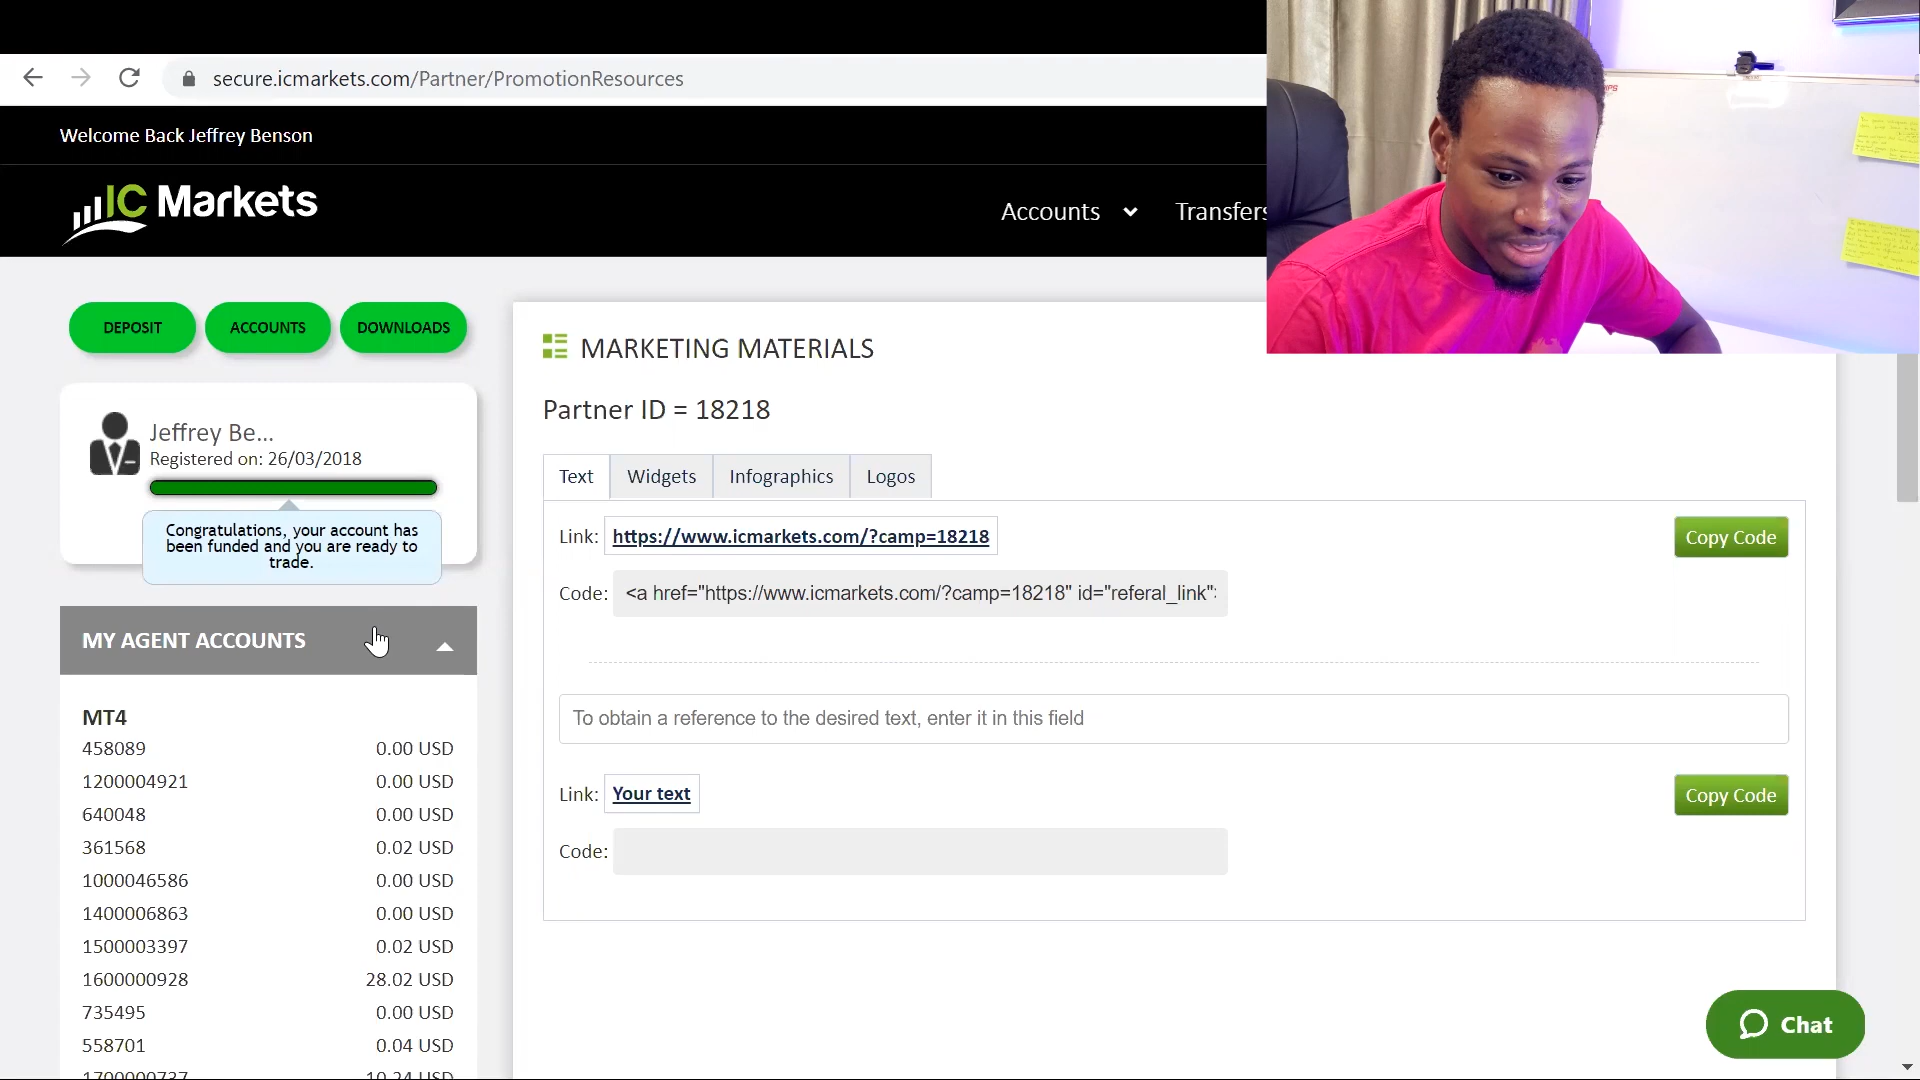 secure.icmarkets.com/Partner/PromotionResources
Welcome Back Jeffrey Benson
IC Markets
Accounts
Transfers
DEPOSIT
ACCOUNTS
DOWNLOADS
Jeffrey Be...
Registered on: 26/03/2018
Congratulations, your account has
been funded and you are ready to
trade.
MY AGENT ACCOUNTS
MT4
458089 0.00 USD
1200004921 0.00 USD
640048 0.00 USD
361568 0.02 USD
1000046586 0.00 USD
1400006863 0.00 USD
1500003397 0.02 USD
1600000928 28.02 USD
735495 0.00 USD
558701 0.04 USD
1700000737 10.24 USD
MARKETING MATERIALS
Partner ID = 18218
Text Widgets Infographics Logos
Link: https://www.icmarkets.com/?camp=18218 Copy Code
Code: <a href="https://www.icmarkets.com/?camp=18218" id="referal_link">
To obtain a reference to the desired text, enter it in this field
Link: Your text Copy Code
Code:
Chat